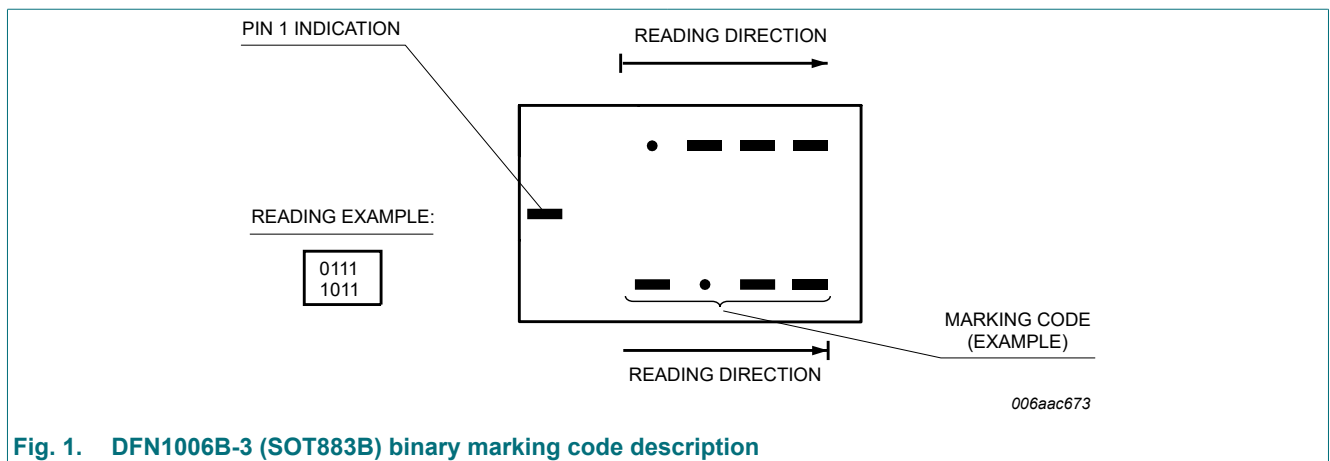 PIN 1 INDICATION
READING DIRECTION
READING EXAMPLE:
0111
1011
MARKING CODE
(EXAMPLE)
READING DIRECTION
006aac673
Fig. 1. DFN1006B-3 (SOT883B) binary marking code description